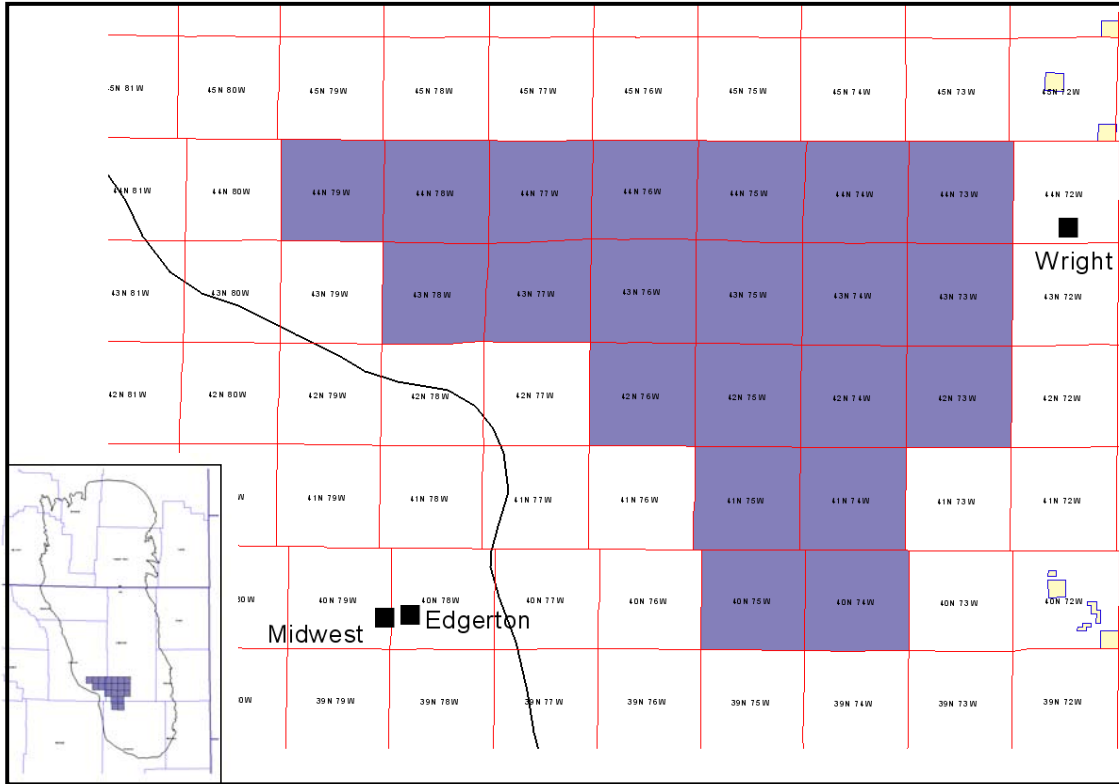 45N 81W 45N 80W 45N 79W 45N 78W 45N 77W 45N 76W 45N 75W 45N 74W 45N 73W 45N 72W
44N 81W 44N 80W 44N 79W 44N 78W 44N 77W 44N 76W 44N 75W 44N 74W 44N 73W 44N 72W
Wright
43N 81W 43N 80W 43N 79W 43N 78W 43N 77W 43N 76W 43N 75W 43N 74W 43N 73W 43N 72W
42N 81W 42N 80W 42N 79W 42N 78W 42N 77W 42N 76W 42N 75W 42N 74W 42N 73W 42N 72W
W 41N 79W 41N 78W 41N 77W 41N 76W 41N 75W 41N 74W 41N 73W 41N 72W
0W 40N 79W 40N 78W 40N 77W 40N 76W 40N 75W 40N 74W 40N 73W 40N 72W
Midwest Edgerton
0W 39N 79W 39N 78W 39N 77W 39N 76W 39N 75W 39N 74W 39N 73W 39N 72W